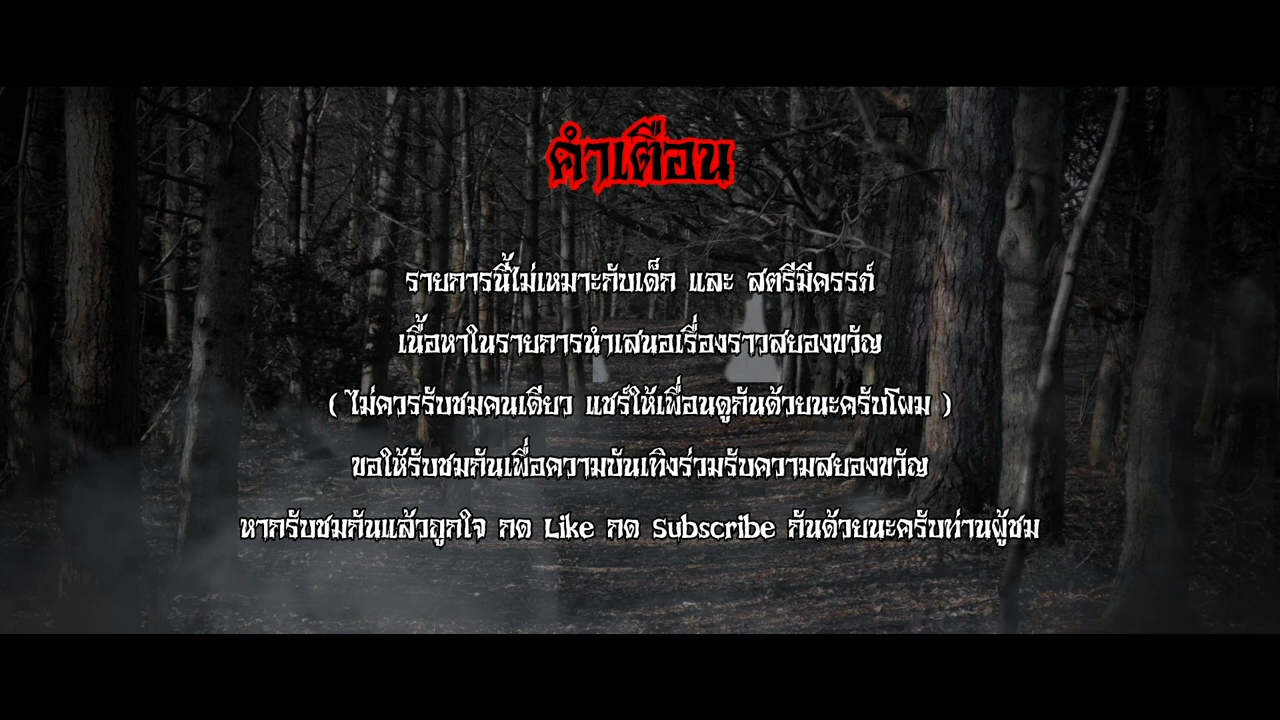 คำเตือน
รายการนี้ไม่เหมาะกับเด็ก และ สตรีมีครรภ์
เนื้อหาในรายการนำเสนอเรื่องราวสยองขวัญ
( ไม่ควรรับชมคนเดียว แชร์ให้เพื่อนดูกันด้วยนะครับโผม )
ขอให้รับชมกันเพื่อความบันเทิงร่วมรับความสยองขวัญ
หากรับชมกันแล้วถูกใจ กด Like กด Subscribe กันด้วยนะครับท่านผู้ชม